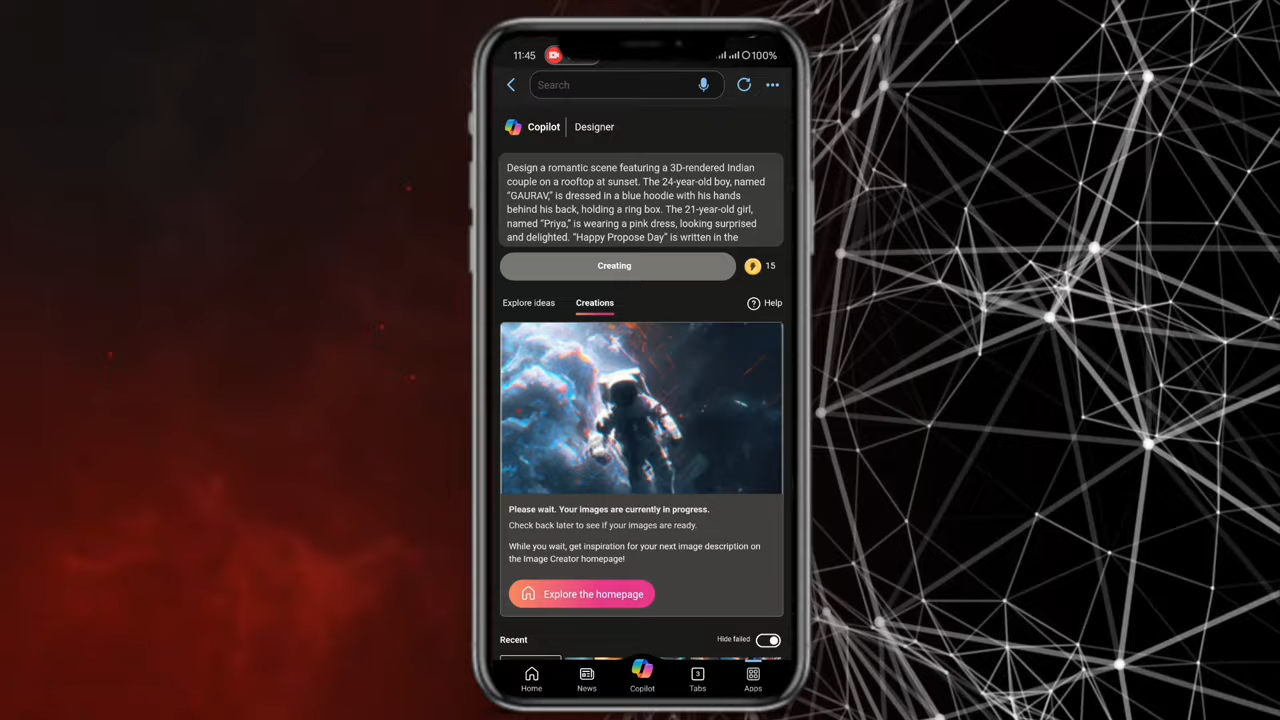 11:45
100%
Search
Copilot | Designer
Design a romantic scene featuring a 3D-rendered Indian
couple on a rooftop at sunset. The 24-year-old boy, named
“GAURAV,” is dressed in a blue hoodie with his hands
behind his back, holding a ring box. The 21-year-old girl,
named “Priya,” is wearing a pink dress, looking surprised
and delighted. “Happy Propose Day” is written in the
Creating
15
Explore ideas
Creations
Help
Please wait. Your images are currently in progress.
Check back later to see if your images are ready.
While you wait, get inspiration for your next image description on
the Image Creator homepage!
Explore the homepage
Recent
Hide failed
3
Home
News
Copilot
Tabs
Apps